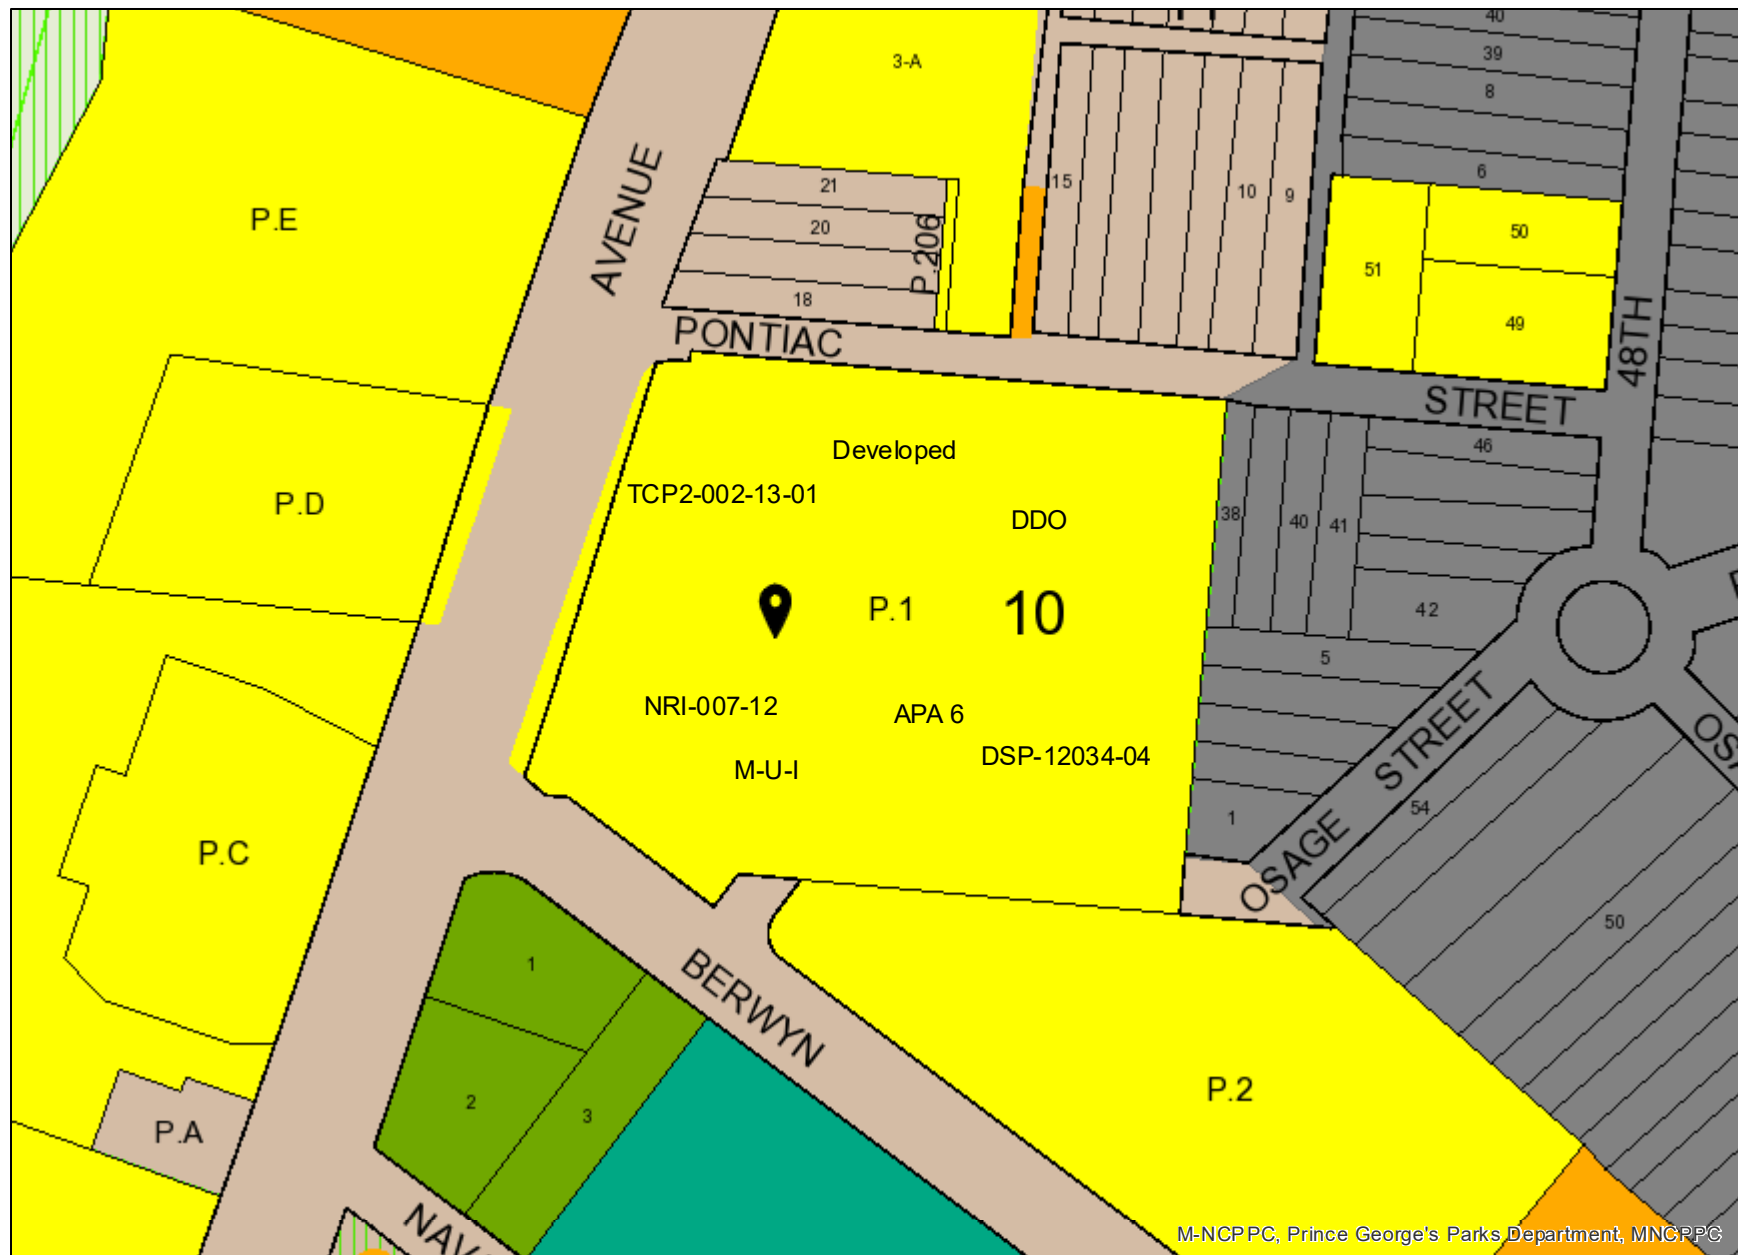 40
39
3-A
8
6
15
21
10
9
P.E
20
P.206
50
51
AVENUE
18
49
PONTIAC
48TH
STREET
46
Developed
TCP2-002-13-01
P.D
38
40
41
DDO
P.1
10
42
5
NRI-007-12
APA 6
STREET
OSA
M-U-I
DSP-12034-04
54
1
P.C
OSAGE
50
1
BERWYN
P.2
2
3
P.A
NAV
M-NCPPC, Prince George's Parks Department, MNCPPC